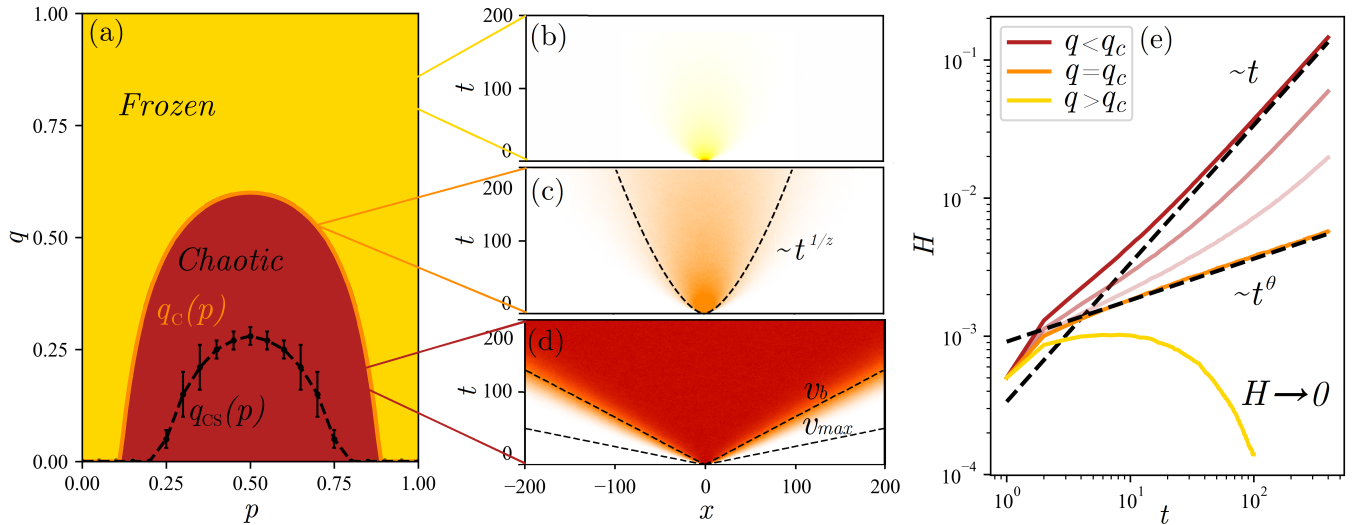 (a)
1.00
0.75
0.50
0.25
0.00
q
Frozen
Chaotic
q_C(p)
q_CS(p)
0.00 0.25 0.50 0.75 1.00
p
(b)
200
100
0
t
(c)
200
100
0
t
~t^{1/z}
(d)
200
100
0
t
v_b
v_max
−200 −100 0 100 200
x
(e)
q<q_c
q=q_c
q>q_c
~t
~t^θ
H→0
10^{−1}
10^{−2}
10^{−3}
10^{−4}
H
10^0 10^1 10^2
t